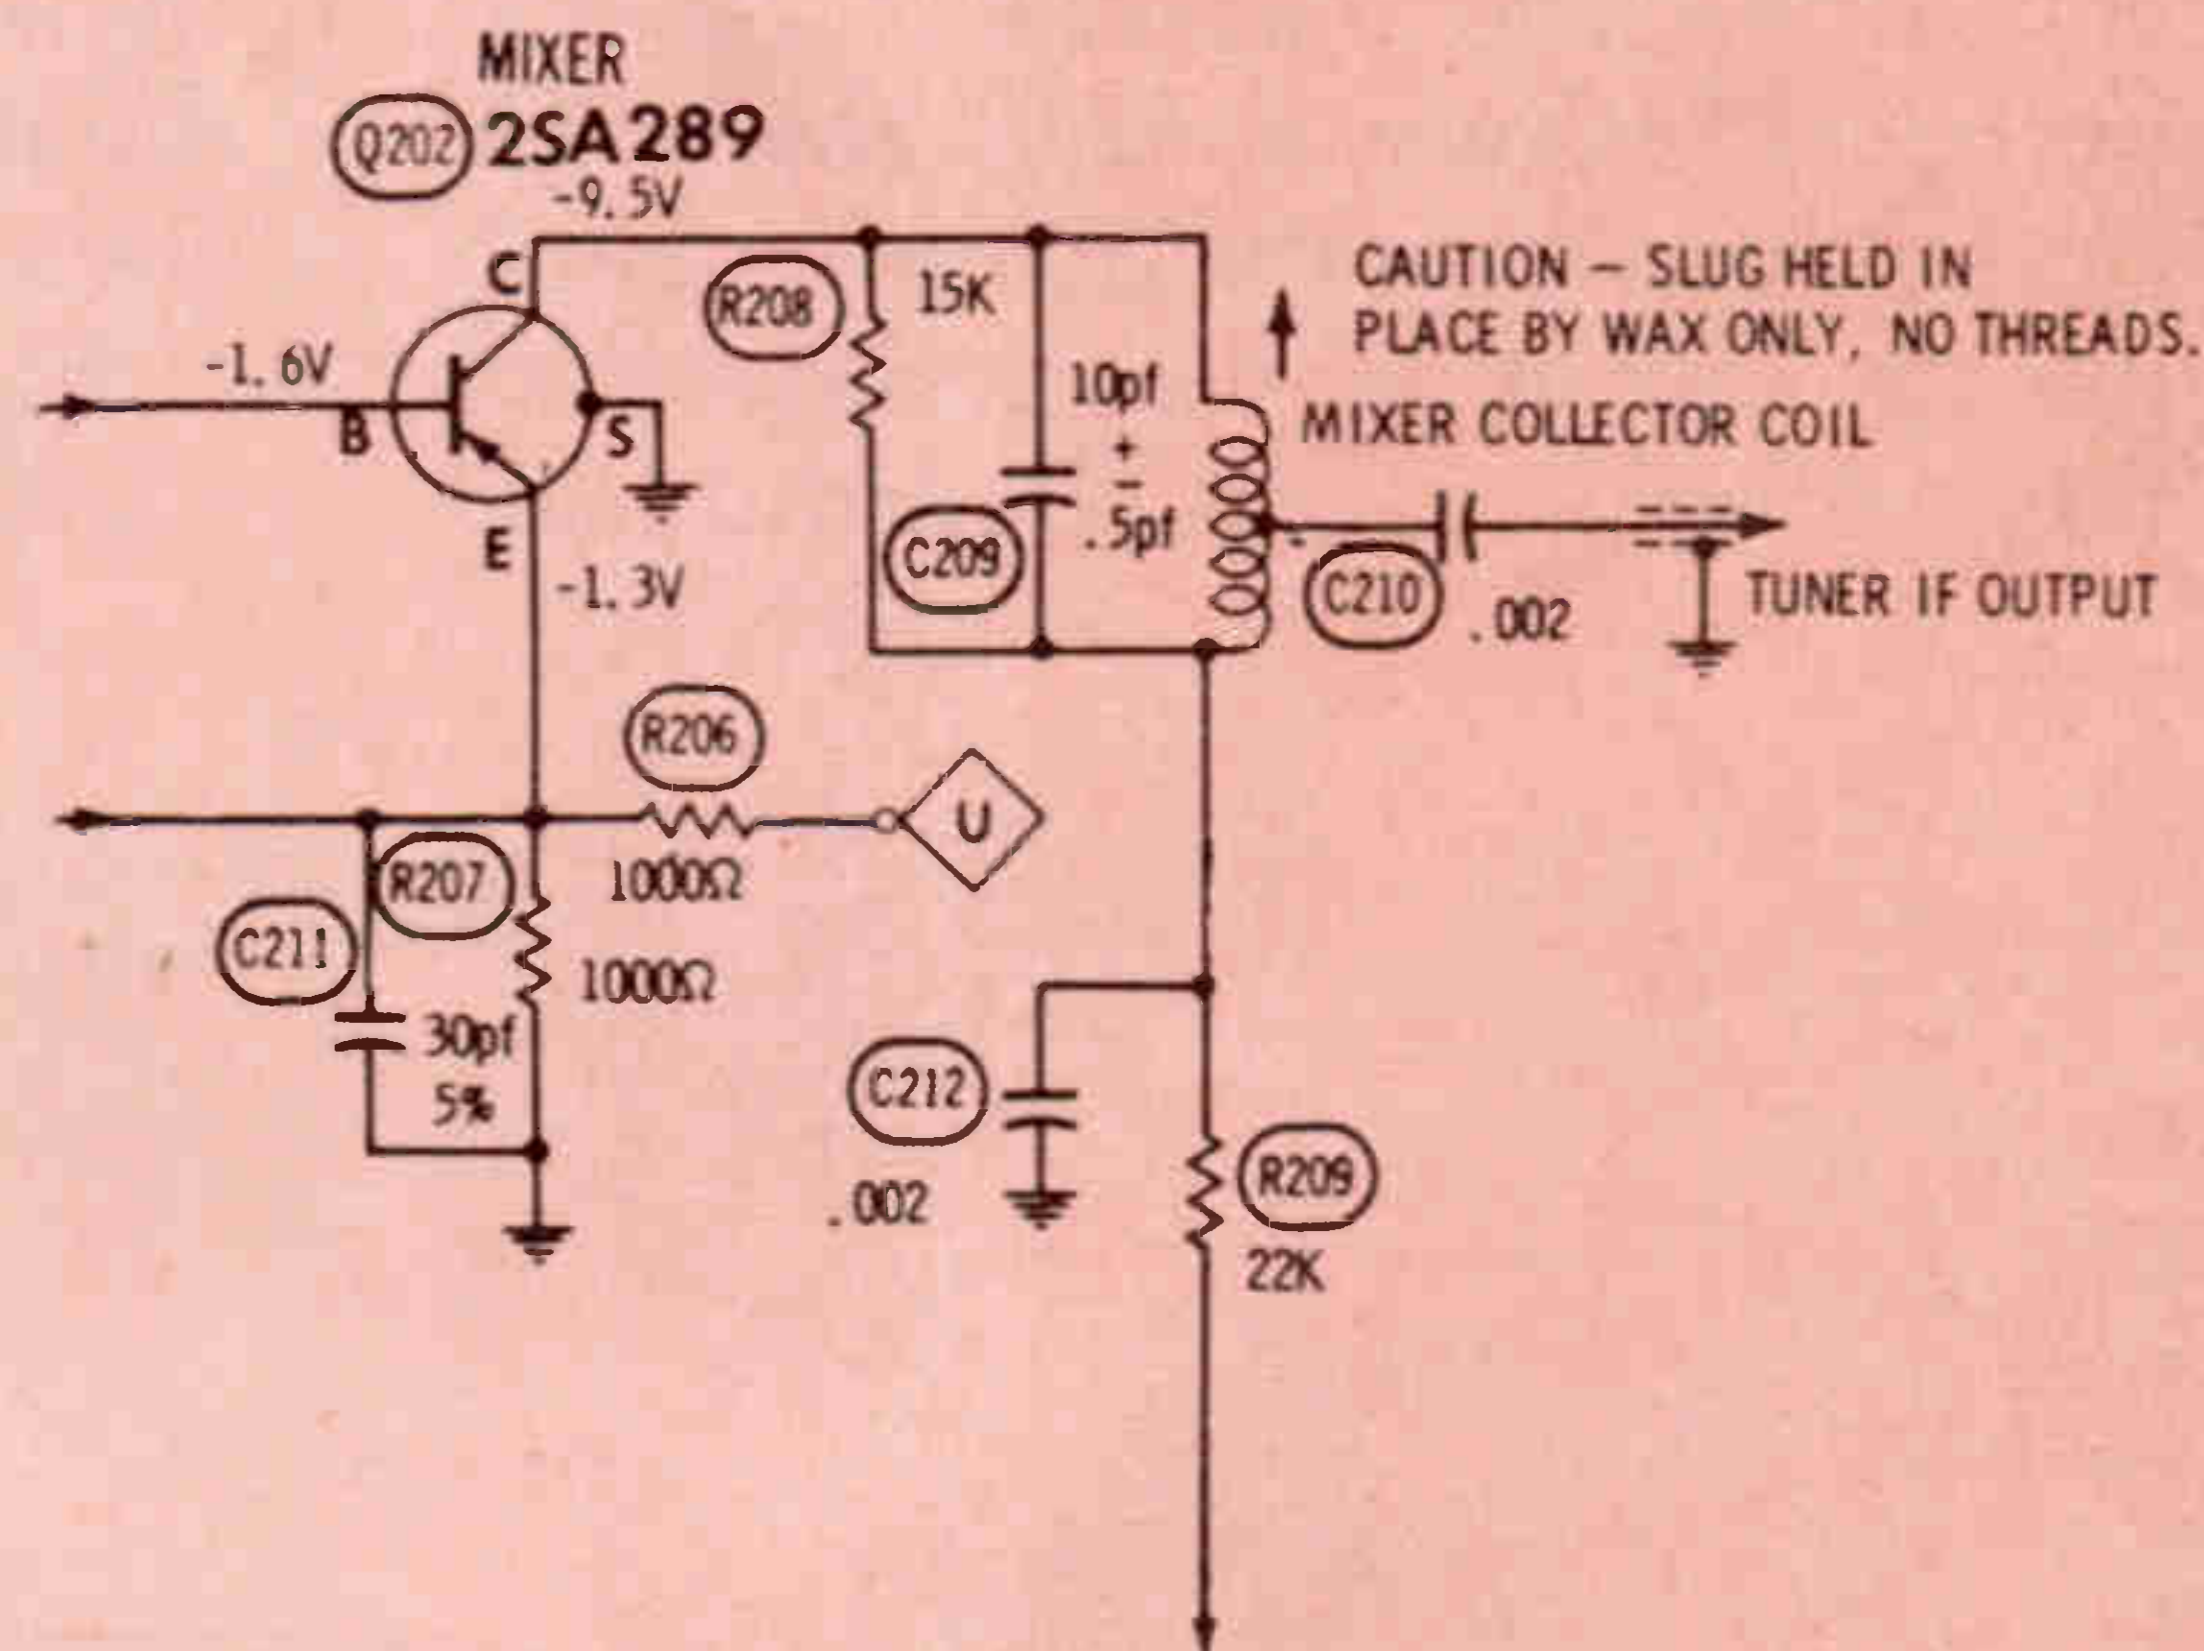 MIXER
Q202 2SA289
-9.5V
C
R208
15K
CAUTION – SLUG HELD IN
PLACE BY WAX ONLY, NO THREADS.
-1.6V
B
S
10pf
+
-
.5pf
MIXER COLLECTOR COIL
E
-1.3V
C209
C210
.002
TUNER IF OUTPUT
R206
1000Ω
U
R207
1000Ω
C211
30pf
5%
C212
.002
R209
22K